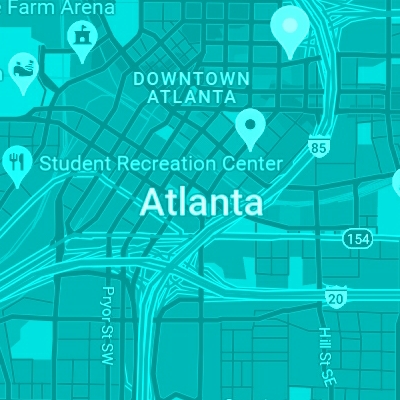 Farm Arena
DOWNTOWN
ATLANTA
85
Student Recreation Center
Atlanta
154
20
Pryor St SW
Hill St SE